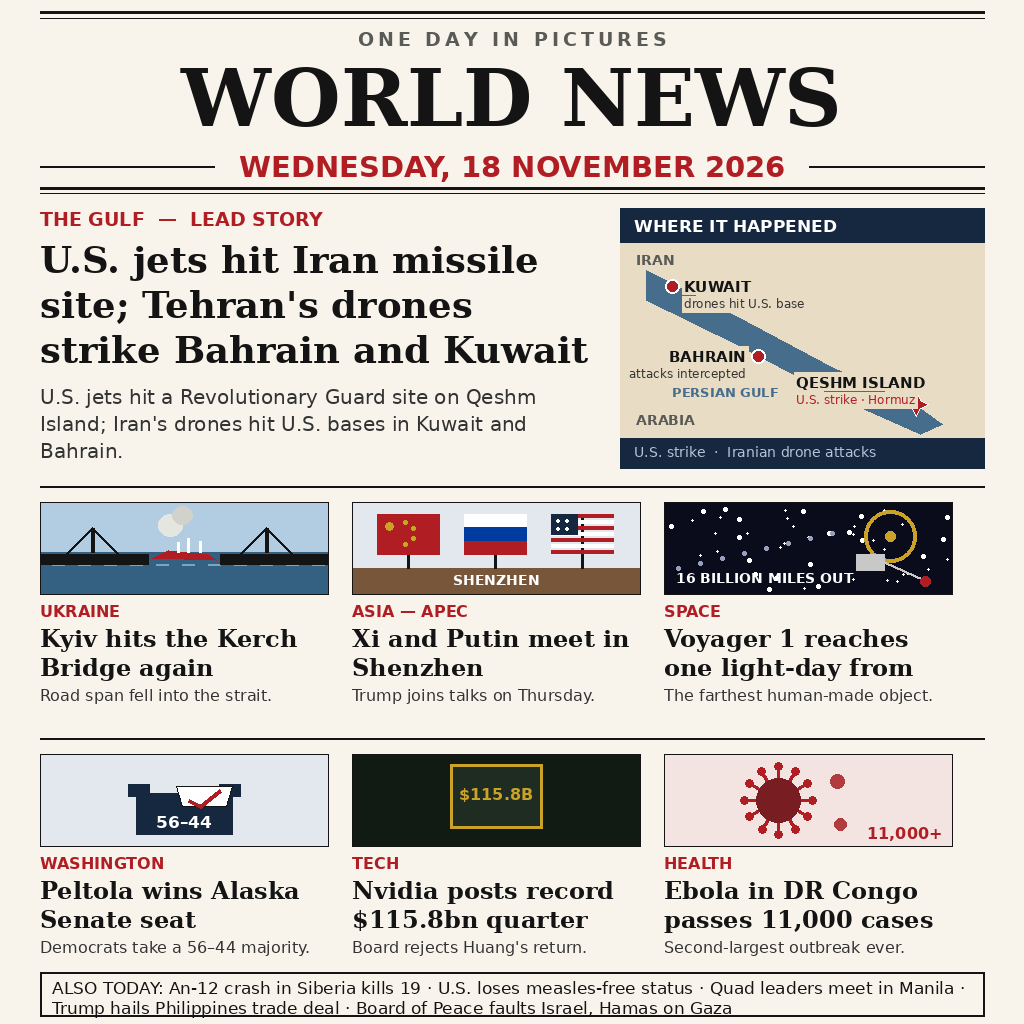 ONE DAY IN PICTURES
WORLD NEWS
WEDNESDAY, 18 NOVEMBER 2026
THE GULF — LEAD STORY
U.S. jets hit Iran missile
site; Tehran's drones
strike Bahrain and Kuwait
U.S. jets hit a Revolutionary Guard site on Qeshm
Island; Iran's drones hit U.S. bases in Kuwait and
Bahrain.
WHERE IT HAPPENED
IRAN
KUWAIT
drones hit U.S. base
BAHRAIN
attacks intercepted
PERSIAN GULF
QESHM ISLAND
U.S. strike · Hormuz
ARABIA
U.S. strike · Iranian drone attacks
UKRAINE
Kyiv hits the Kerch
Bridge again
Road span fell into the strait.
SHENZHEN
ASIA — APEC
Xi and Putin meet in
Shenzhen
Trump joins talks on Thursday.
16 BILLION MILES OUT
SPACE
Voyager 1 reaches
one light-day from
The farthest human-made object.
56–44
WASHINGTON
Peltola wins Alaska
Senate seat
Democrats take a 56–44 majority.
$115.8B
TECH
Nvidia posts record
$115.8bn quarter
Board rejects Huang's return.
11,000+
HEALTH
Ebola in DR Congo
passes 11,000 cases
Second-largest outbreak ever.
ALSO TODAY: An-12 crash in Siberia kills 19 · U.S. loses measles-free status · Quad leaders meet in Manila ·
Trump hails Philippines trade deal · Board of Peace faults Israel, Hamas on Gaza